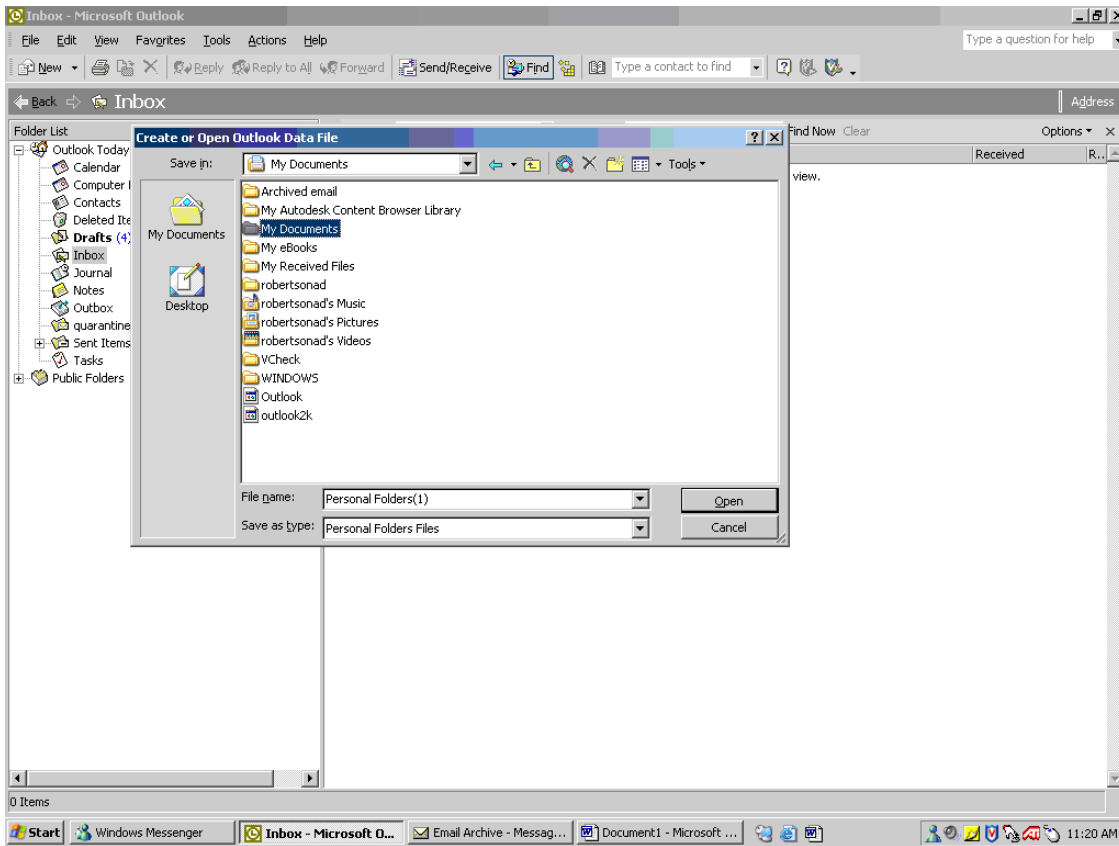 Inbox - Microsoft Outlook
File Edit View Favorites Tools Actions Help
Type a question for help
New Reply Reply to All Forward Send/Receive Find Type a contact to find
Back Inbox
Address
Folder List
Find Now Clear
Options
Outlook Today
Calendar
Computer
Contacts
Deleted Ite
Drafts (4)
Inbox
Journal
Notes
Outbox
quarantine
Sent Items
Tasks
Public Folders
Received
R...
view.
Create or Open Outlook Data File
Save in:
My Documents
Tools
My Documents
Desktop
Archived email
My Autodesk Content Browser Library
My Documents
My eBooks
My Received Files
robertsonad
robertsonad's Music
robertsonad's Pictures
robertsonad's Videos
VCheck
WINDOWS
Outlook
outlook2k
File name:
Personal Folders(1)
Open
Save as type:
Personal Folders Files
Cancel
0 Items
Start
Windows Messenger
Inbox - Microsoft O...
Email Archive - Messag...
Document1 - Microsoft ...
11:20 AM